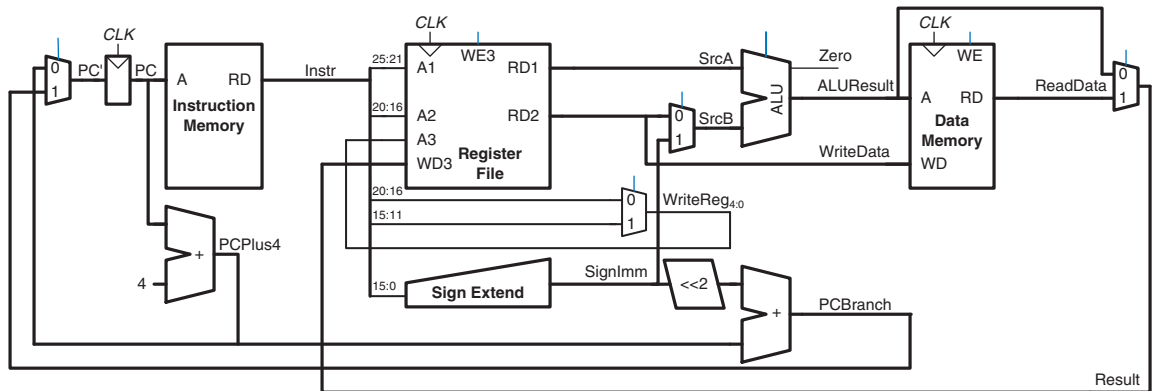 CLK
CLK
CLK
0
1
PC'
PC
A
RD
Instruction
Memory
Instr
25:21
20:16
A1
A2
A3
WD3
WE3
RD1
RD2
Register
File
SrcA
0
1
SrcB
ALU
Zero
ALUResult
WriteData
A
RD
WE
Data
Memory
WD
ReadData
0
1
20:16
15:11
0
1
WriteReg4:0
4
+
PCPlus4
15:0
Sign Extend
SignImm
<<2
+
PCBranch
Result